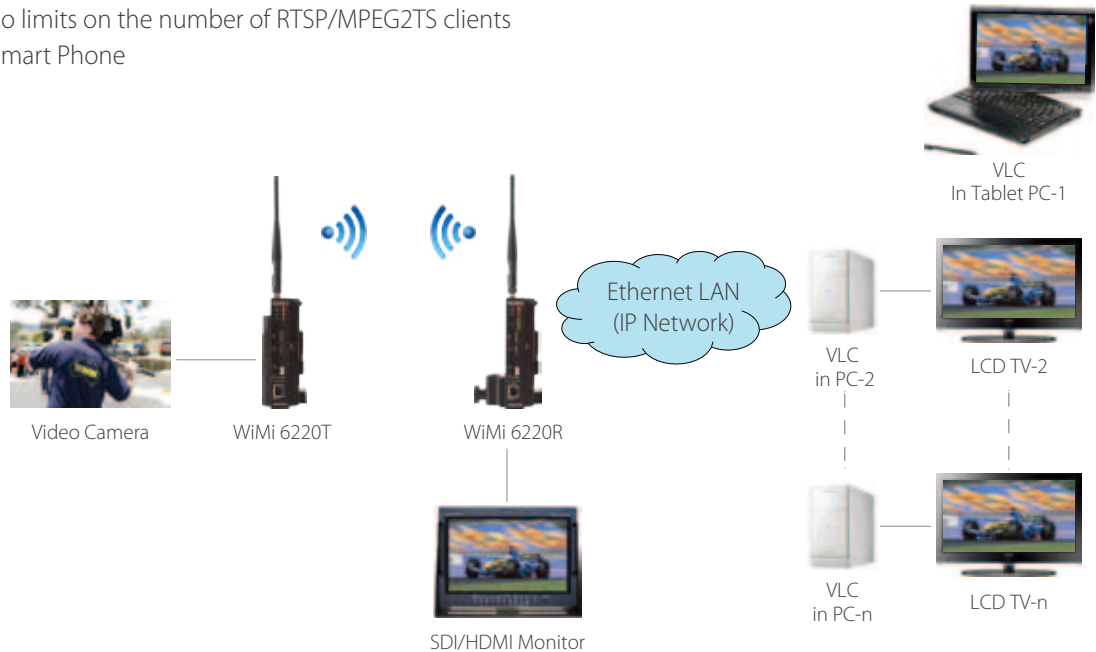 o limits on the number of RTSP/MPEG2TS clients
mart Phone
VLC
In Tablet PC-1
Ethernet LAN
(IP Network)
VLC
in PC-2
LCD TV-2
Video Camera
WiMi 6220T
WiMi 6220R
VLC
in PC-n
LCD TV-n
SDI/HDMI Monitor